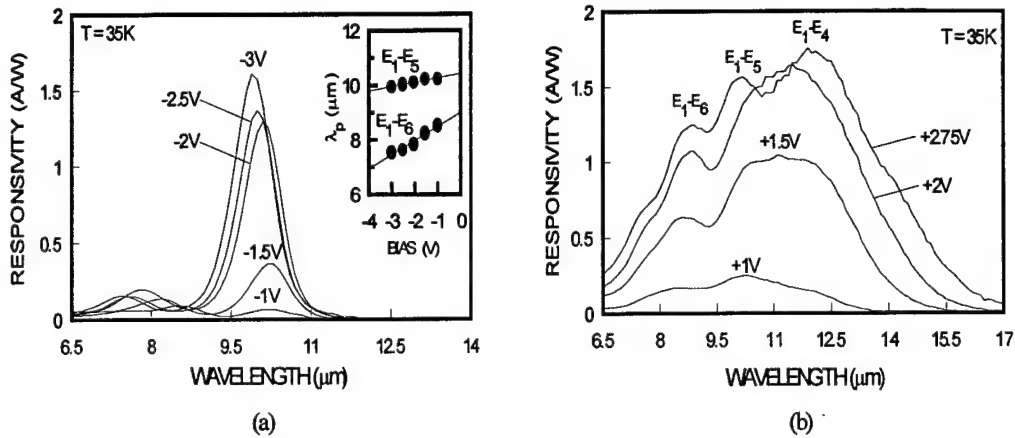 RESPONSIVITY (A/W)
2
1.5
1
0.5
0
T = 35K
-3V
-2.5V
-2V
-1.5V
-1V
6.5
8
9.5
11
12.5
14
WAVELENGTH (μm)
λp (μm)
12
10
8
6
E1-E5
E1-E6
-4 -3 -2 -1 0
BIAS (V)
(a)
RESPONSIVITY (A/W)
2
1.5
1
0.5
0
T=35K
E1-E4
E1-E5
E1-E6
+2.75V
+2V
+1.5V
+1V
6.5
8
9.5
11
12.5
14
15.5
17
WAVELENGTH (μm)
(b)